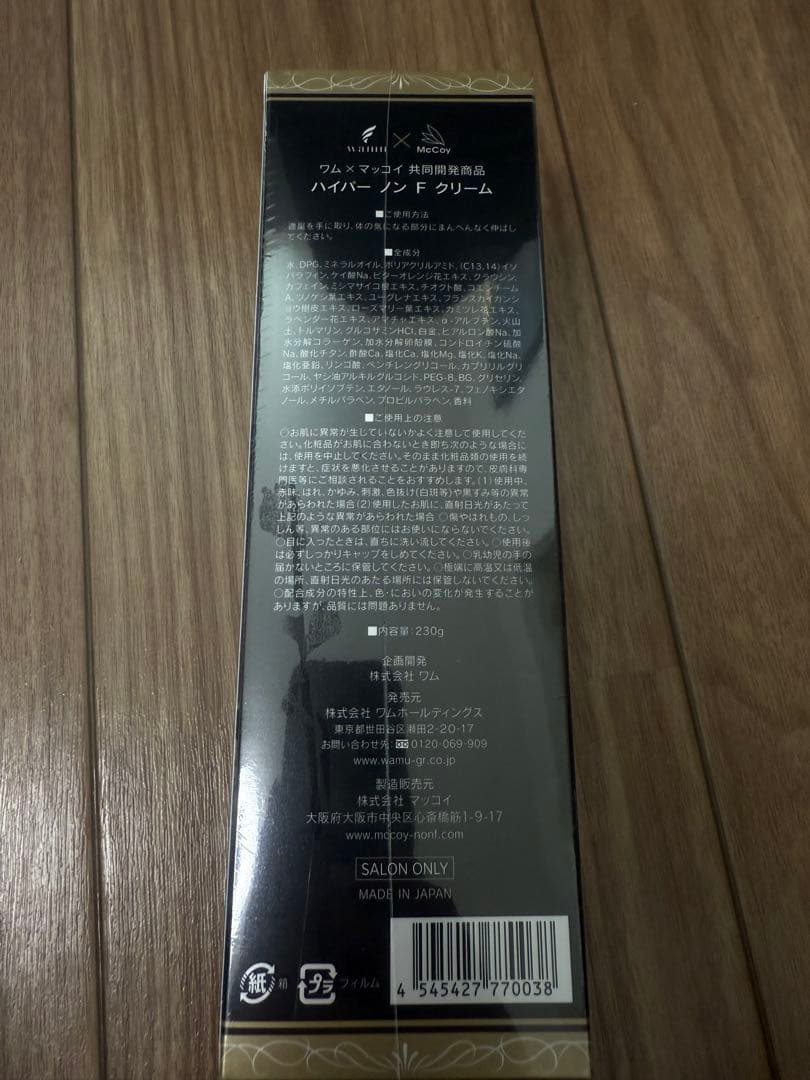 wamu × McCoy
ワム×マッコイ 共同開発商品
ハイパー ノン F クリーム
■ご使用方法
適量を手に取り、体の気になる部分にまんべんなく伸ばし
てください。
■全成分
水、DPG、ミネラルオイル、ポリアクリルアミド、(C13,14)イソ
パラフィン、ケイ酸Na、ビターオレンジ花エキス、クラウシン、
カフェイン、ミシマサイコ根エキス、チオクト酸、コエンチーム
A、ツノゲシ葉エキス、ユーグレナエキス、フランスカイガンシ
ョウ樹皮エキス、ローズマリー葉エキス、カミツレ花エキス、
ラベンダー花エキス、アマチャエキス、α-アルブチン、火山
土、トルマリン、グルコサミンHCl、白金、ヒアルロン酸Na、加
水分解コラーゲン、加水分解卵殻膜、コンドロイチン硫酸
Na、酸化チタン、酢酸Ca、塩化Ca、塩化Mg、塩化K、塩化Na、
塩化亜鉛、リンゴ酸、ペンチレングリコール、カプリリルグリ
コール、ヤシ油アルキルグルコシド、PEG-8、BG、グリセリン、
水添ポリイソブテン、エタノール、ラウレス-7、フェノキシエタ
ノール、メチルパラベン、プロピルパラベン、香料
■ご使用上の注意
○お肌に異常が生じていないかよく注意して使用してくだ
さい。化粧品がお肌に合わないとき即ち次のような場合に
は、使用を中止してください。そのまま化粧品類の使用を続
けますと、症状を悪化させることがありますので、皮膚科専
門医等にご相談されることをおすすめします。(1)使用中、
赤味、はれ、かゆみ、刺激、色抜け(白斑等)や黒ずみ等の異常
があらわれた場合(2)使用したお肌に、直射日光があたって
上記のような異常があらわれた場合 ○傷やはれもの、しっ
しん等、異常のある部位にはお使いにならないでください。
○目に入ったときは、直ちに洗い流してください。○使用後
は必ずしっかりキャップをしめてください。○乳幼児の手の
届かないところに保管してください。○極端に高温又は低温
の場所、直射日光のあたる場所には保管しないでください。
○配合成分の特性上、色・においの変化が発生することが
ありますが、品質には問題ありません。
■内容量：230g
企画開発
株式会社 ワム
発売元
株式会社 ワムホールディングス
東京都世田谷区瀬田2-20-17
お問い合わせ先：0120-069-909
www.wamu-gr.co.jp
製造販売元
株式会社 マッコイ
大阪府大阪市中央区心斎橋筋1-9-17
www.mccoy-nonf.com
SALON ONLY
MADE IN JAPAN
紙 箱 プラ フィルム
4 545427 770038